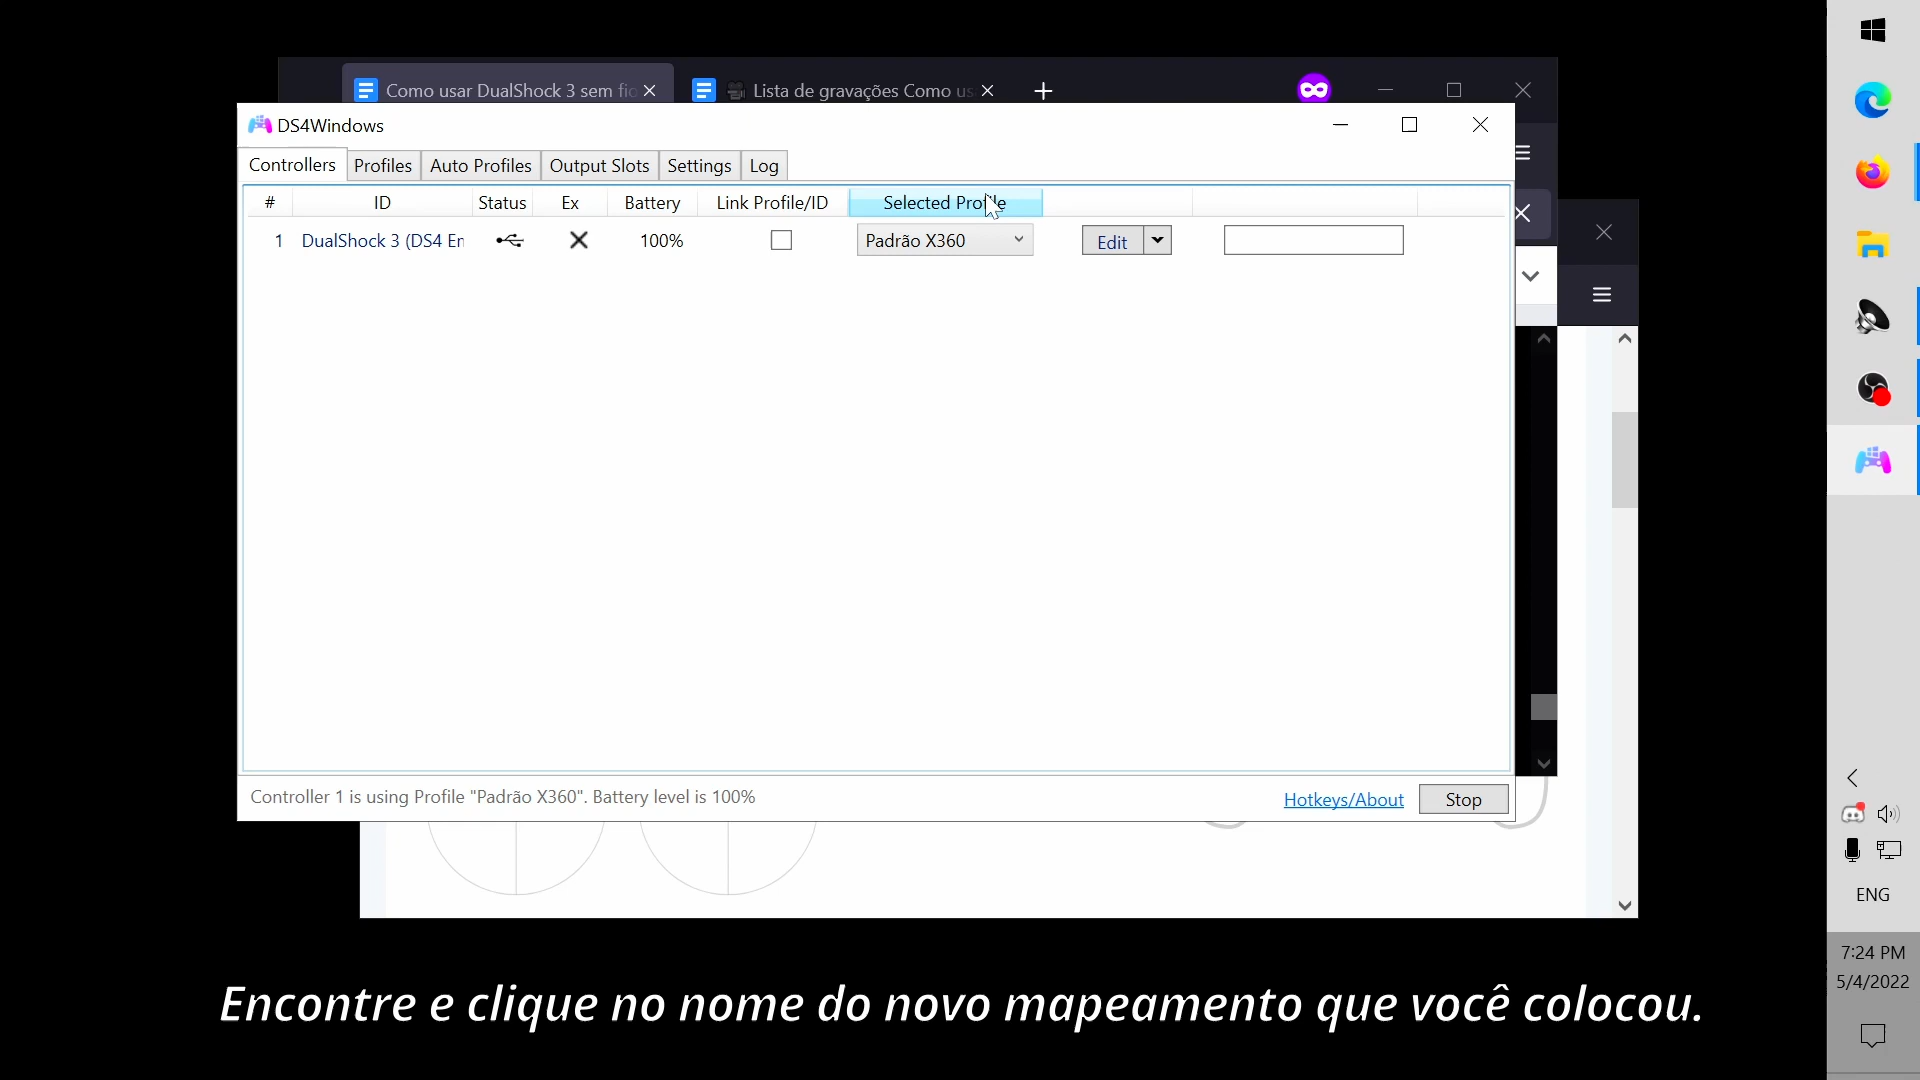 Como usar DualShock 3 sem fio
Lista de gravações Como us
DS4Windows
Controllers Profiles Auto Profiles Output Slots Settings Log
# ID Status Ex Battery Link Profile/ID Selected Profile
1 DualShock 3 (DS4 En 100% Padrão X360 Edit
Controller 1 is using Profile "Padrão X360". Battery level is 100% Hotkeys/About Stop
ENG
7:24 PM
5/4/2022
Encontre e clique no nome do novo mapeamento que você colocou.